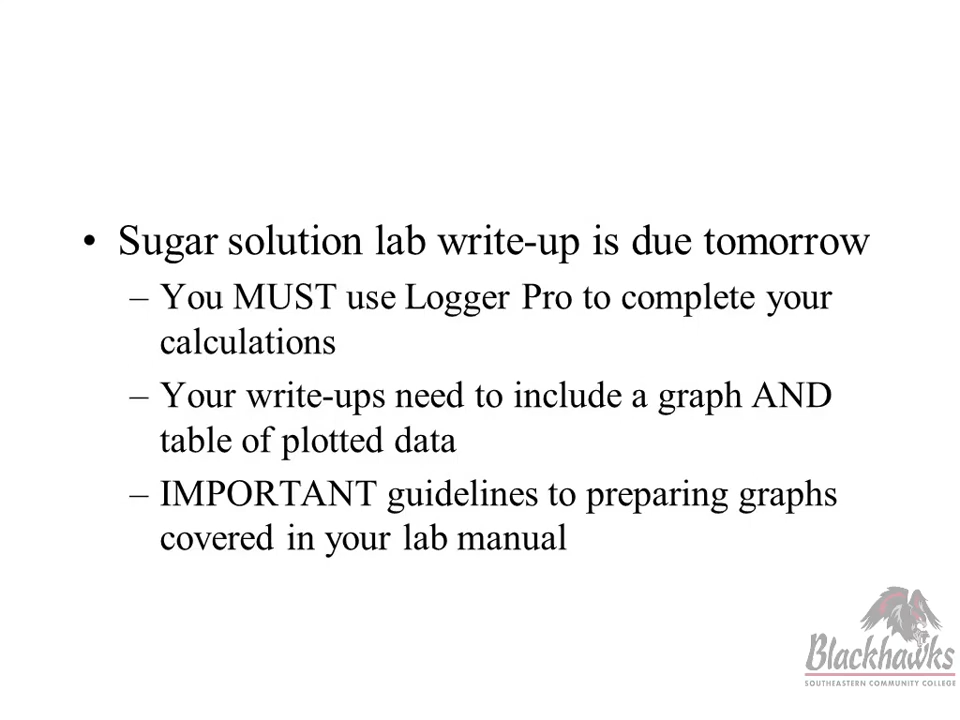 • Sugar solution lab write-up is due tomorrow
– You MUST use Logger Pro to complete your
calculations
– Your write-ups need to include a graph AND
table of plotted data
– IMPORTANT guidelines to preparing graphs
covered in your lab manual
Blackhawks
SOUTHEASTERN COMMUNITY COLLEGE